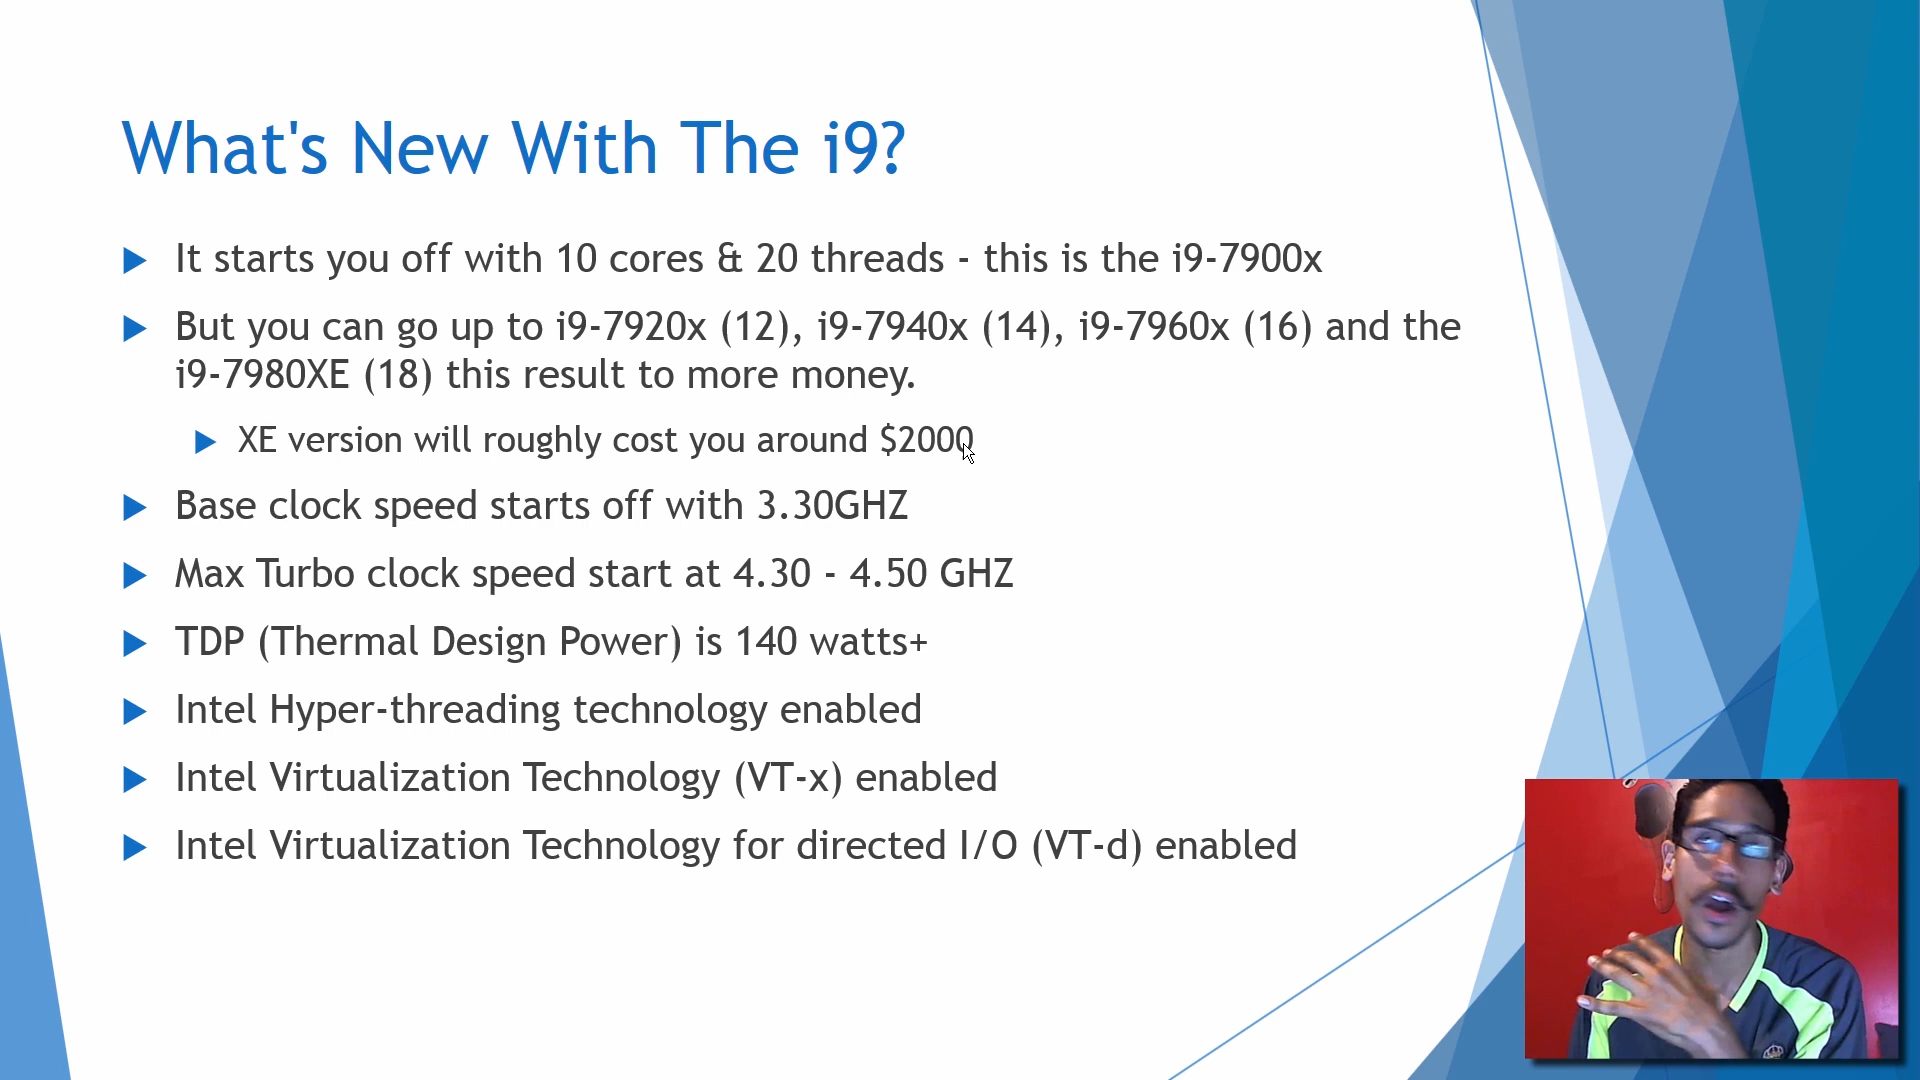 What's New With The i9?
It starts you off with 10 cores & 20 threads - this is the i9-7900x
But you can go up to i9-7920x (12), i9-7940x (14), i9-7960x (16) and the
i9-7980XE (18) this result to more money.
XE version will roughly cost you around $2000
Base clock speed starts off with 3.30GHZ
Max Turbo clock speed start at 4.30 - 4.50 GHZ
TDP (Thermal Design Power) is 140 watts+
Intel Hyper-threading technology enabled
Intel Virtualization Technology (VT-x) enabled
Intel Virtualization Technology for directed I/O (VT-d) enabled